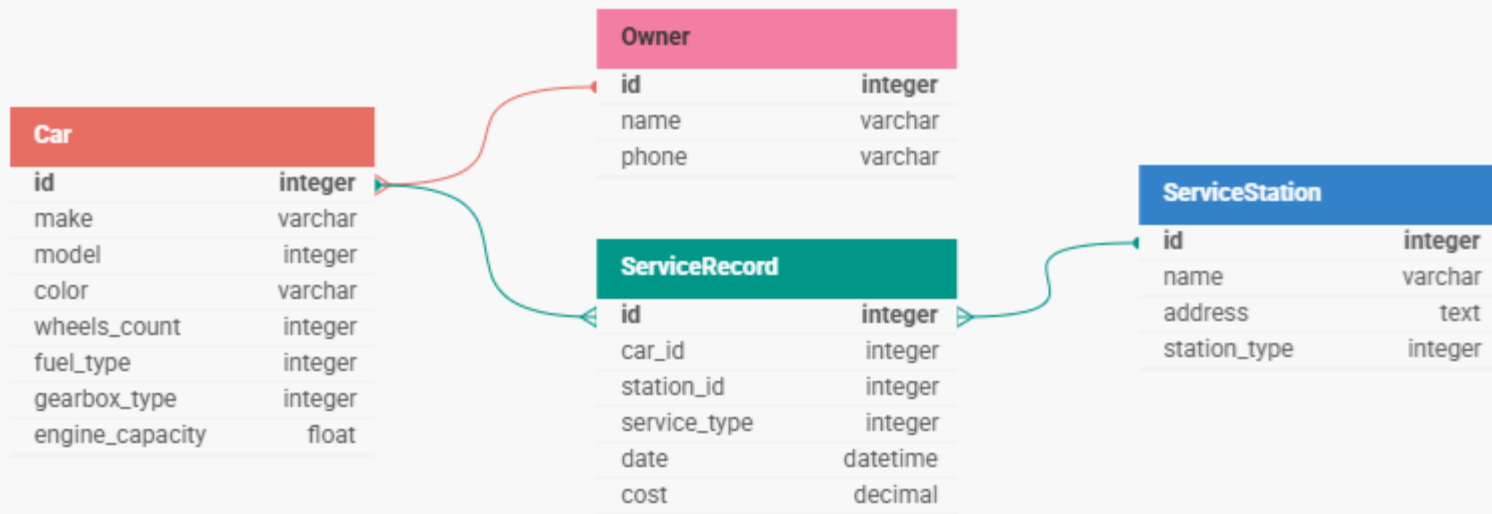 Car
id integer
make varchar
model integer
color varchar
wheels_count integer
fuel_type integer
gearbox_type integer
engine_capacity float
Owner
id integer
name varchar
phone varchar
ServiceRecord
id integer
car_id integer
station_id integer
service_type integer
date datetime
cost decimal
ServiceStation
id integer
name varchar
address text
station_type integer